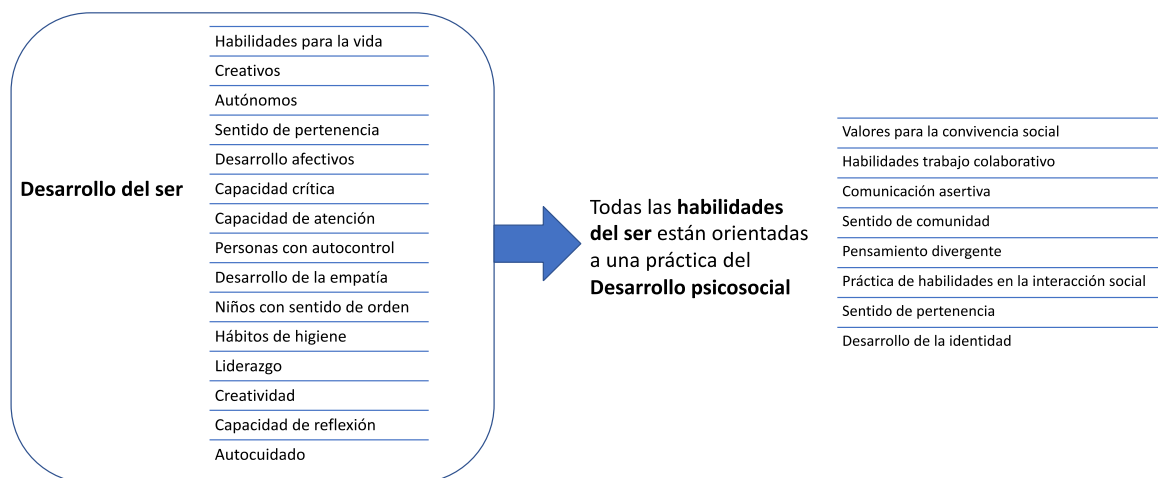 Desarrollo del ser
Habilidades para la vida
Creativos
Autónomos
Sentido de pertenencia
Desarrollo afectivos
Capacidad crítica
Capacidad de atención
Personas con autocontrol
Desarrollo de la empatía
Niños con sentido de orden
Hábitos de higiene
Liderazgo
Creatividad
Capacidad de reflexión
Autocuidado
Todas las habilidades
del ser están orientadas
a una práctica del
Desarrollo psicosocial
Valores para la convivencia social
Habilidades trabajo colaborativo
Comunicación asertiva
Sentido de comunidad
Pensamiento divergente
Práctica de habilidades en la interacción social
Sentido de pertenencia
Desarrollo de la identidad